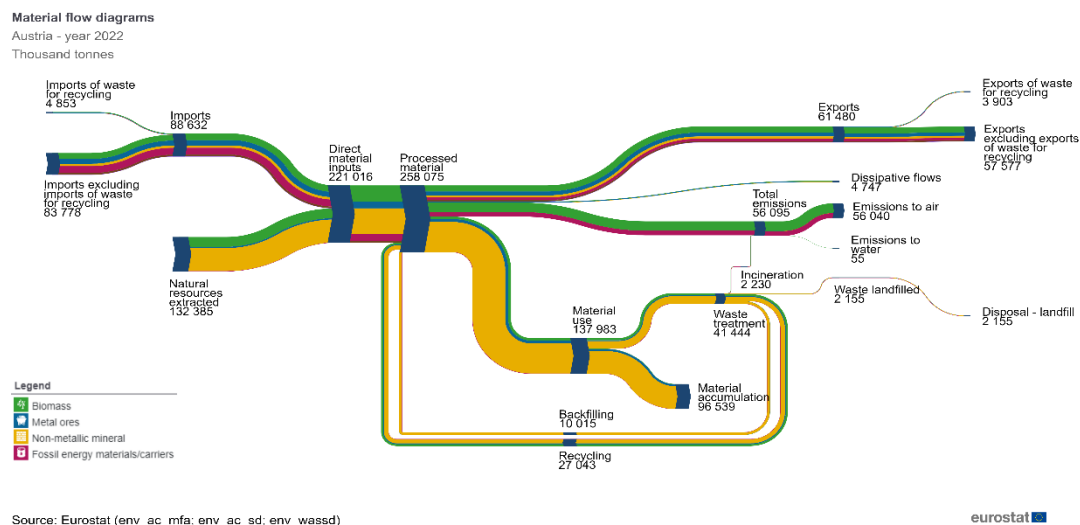 Material flow diagrams
Austria - year 2022
Thousand tonnes
Imports of waste
for recycling
4 853
Imports
88 632
Imports excluding
imports of waste
for recycling
83 778
Natural
resources
extracted
132 385
Direct
material
inputs
221 016
Processed
material
258 075
Exports
61 480
Exports of waste
for recycling
3 903
Exports
excluding exports
of waste for
recycling
57 577
Dissipative flows
4 747
Total
emissions
56 095
Emissions to air
56 040
Emissions to
water
55
Incineration
2 230
Waste landfilled
2 155
Disposal - landfill
2 155
Material
use
137 983
Waste
treatment
41 444
Material
accumulation
96 539
Backfilling
10 015
Recycling
27 043
Legend
Biomass
Metal ores
Non-metallic mineral
Fossil energy materials/carriers
Source: Eurostat (env_ac_mfa; env_ac_sd; env_wassd)
eurostat